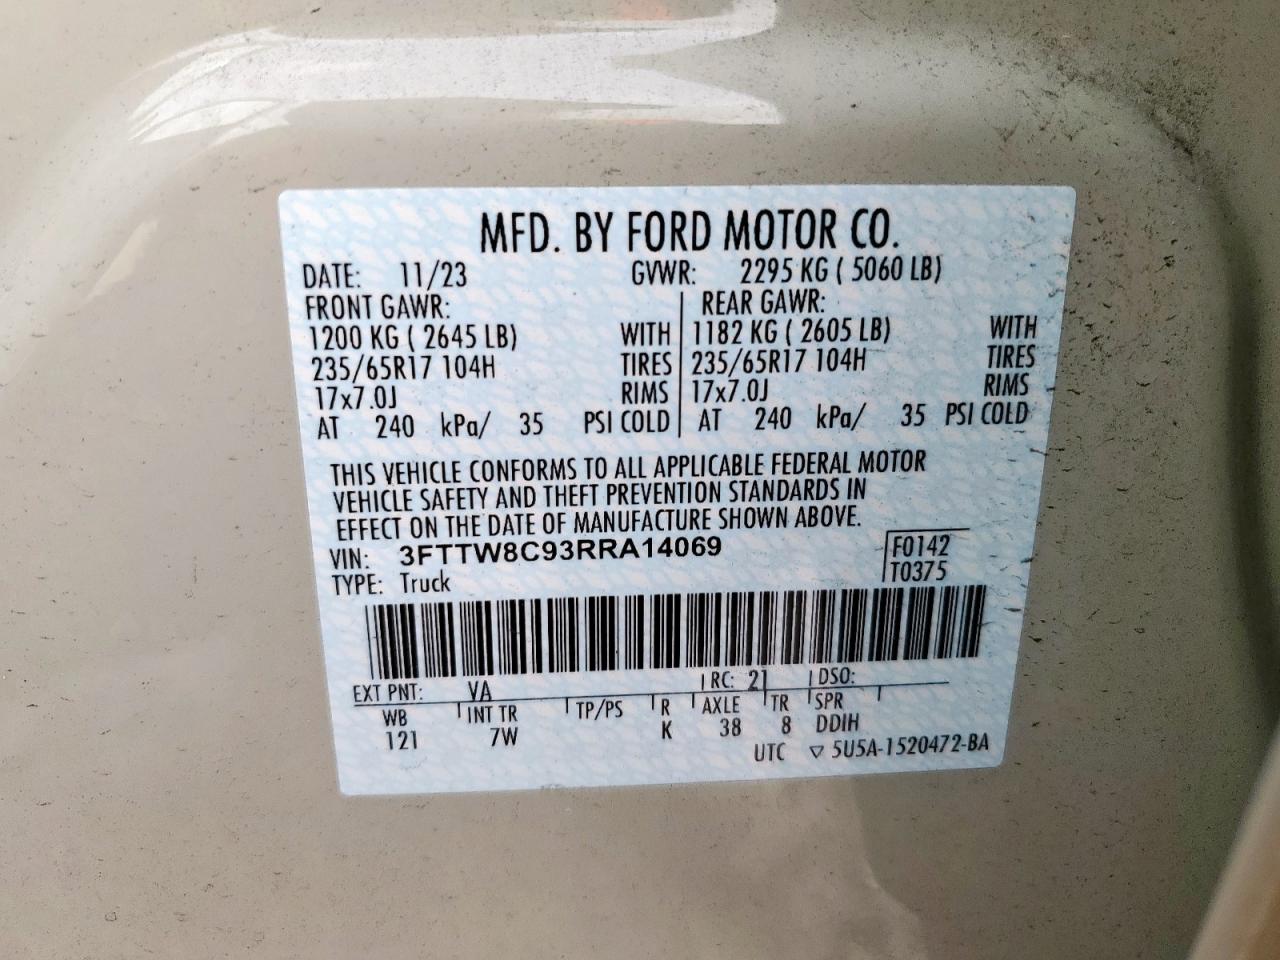 MFD. BY FORD MOTOR CO.
DATE: 11/23 GVWR: 2295 KG ( 5060 LB)
FRONT GAWR: REAR GAWR:
1200 KG ( 2645 LB) WITH 1182 KG ( 2605 LB) WITH
235/65R17 104H TIRES 235/65R17 104H TIRES
17x7.0J RIMS 17x7.0J RIMS
AT 240 kPa/ 35 PSI COLD AT 240 kPa/ 35 PSI COLD
THIS VEHICLE CONFORMS TO ALL APPLICABLE FEDERAL MOTOR
VEHICLE SAFETY AND THEFT PREVENTION STANDARDS IN
EFFECT ON THE DATE OF MANUFACTURE SHOWN ABOVE.
VIN: 3FTTW8C93RRA14069 F0142
TYPE: Truck T0375
EXT PNT: VA RC: 21 DSO:
WB INT TR TP/PS R AXLE TR SPR
121 7W K 38 8 DDIH
UTC ▽ 5U5A-1520472-BA